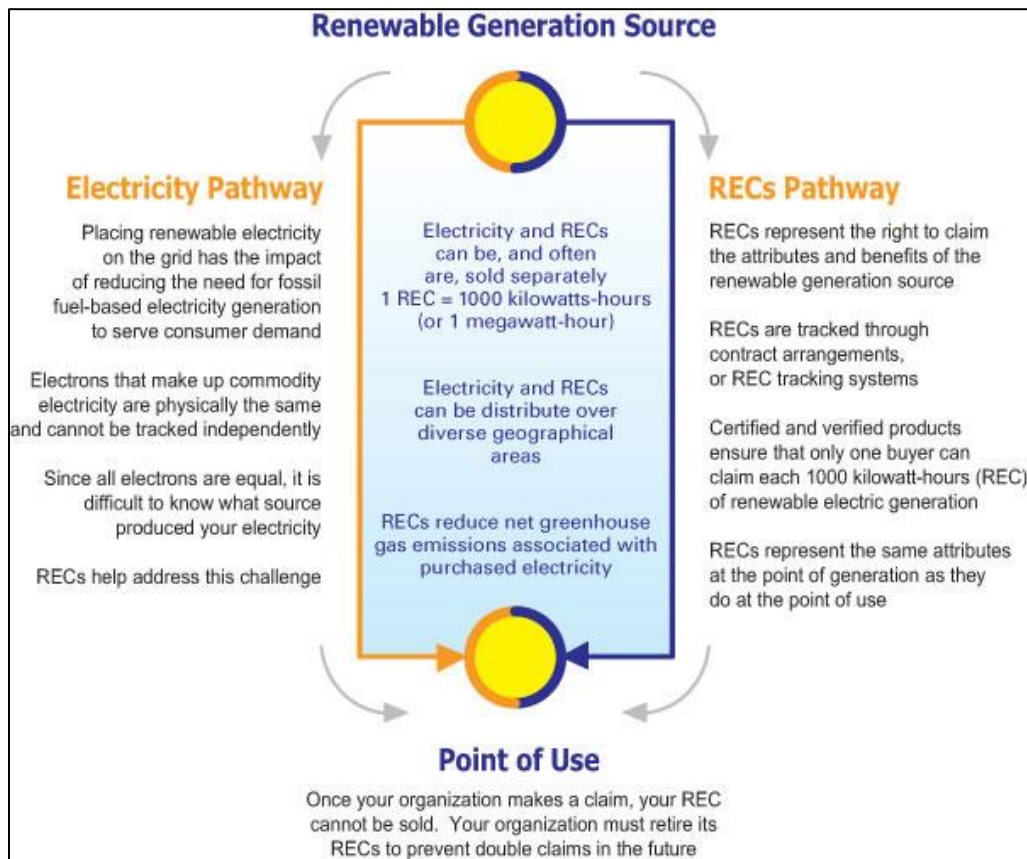 Renewable Generation Source
Electricity Pathway
Placing renewable electricity
on the grid has the impact
of reducing the need for fossil
fuel-based electricity generation
to serve consumer demand
Electrons that make up commodity
electricity are physically the same
and cannot be tracked independently
Since all electrons are equal, it is
difficult to know what source
produced your electricity
RECs help address this challenge
Electricity and RECs
can be, and often
are, sold separately
1 REC = 1000 kilowatts-hours
(or 1 megawatt-hour)
Electricity and RECs
can be distribute over
diverse geographical
areas
RECs reduce net greenhouse
gas emissions associated with
purchased electricity
RECs Pathway
RECs represent the right to claim
the attributes and benefits of the
renewable generation source
RECs are tracked through
contract arrangements,
or REC tracking systems
Certified and verified products
ensure that only one buyer can
claim each 1000 kilowatt-hours (REC)
of renewable electric generation
RECs represent the same attributes
at the point of generation as they
do at the point of use
Point of Use
Once your organization makes a claim, your REC
cannot be sold. Your organization must retire its
RECs to prevent double claims in the future